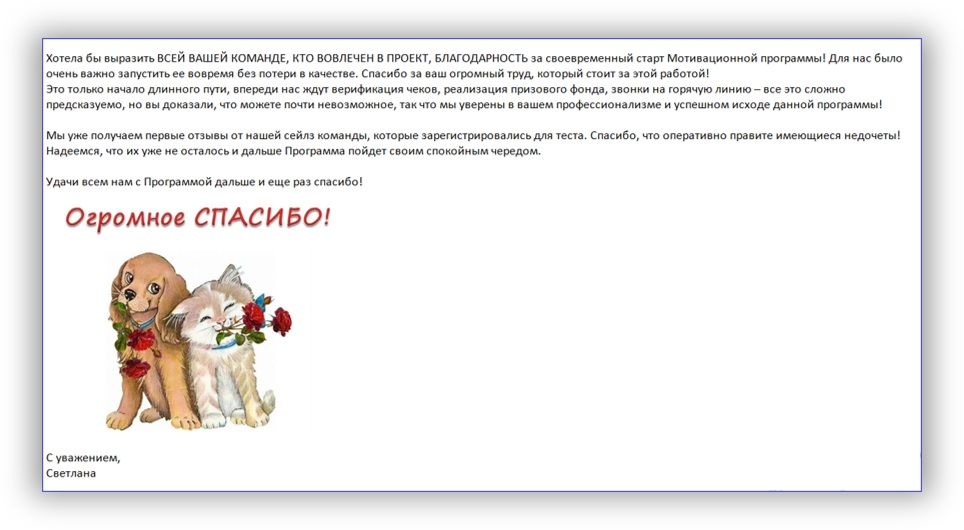 Хотела бы выразить ВСЕЙ ВАШЕЙ КОМАНДЕ, КТО ВОВЛЕЧЕН В ПРОЕКТ, БЛАГОДАРНОСТЬ за своевременный старт Мотивационной программы! Для нас было
очень важно запустить ее вовремя без потери в качестве. Спасибо за ваш огромный труд, который стоит за этой работой!
Это только начало длинного пути, впереди нас ждут верификация чеков, реализация призового фонда, звонки на горячую линию – все это сложно
предсказуемо, но вы доказали, что можете почти невозможное, так что мы уверены в вашем профессионализме и успешном исходе данной программы!
Мы уже получаем первые отзывы от нашей сейлз команды, которые зарегистрировались для теста. Спасибо, что оперативно правите имеющиеся недочеты!
Надеемся, что их уже не осталось и дальше Программа пойдет своим спокойным чередом.
Удачи всем нам с Программой дальше и еще раз спасибо!
Огромное СПАСИБО!
С уважением,
Светлана